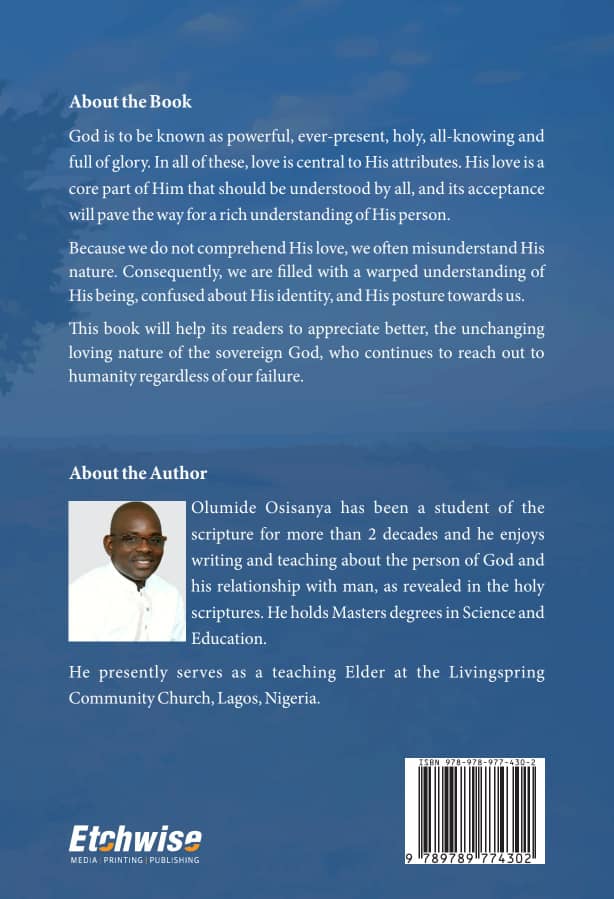 About the Book
God is to be known as powerful, ever-present, holy, all-knowing and
full of glory. In all of these, love is central to His attributes. His love is a
core part of Him that should be understood by all, and its acceptance
will pave the way for a rich understanding of His person.
Because we do not comprehend His love, we often misunderstand His
nature. Consequently, we are filled with a warped understanding of
His being, confused about His identity, and His posture towards us.
This book will help its readers to appreciate better, the unchanging
loving nature of the sovereign God, who continues to reach out to
humanity regardless of our failure.
About the Author
Olumide Osisanya has been a student of the
scripture for more than 2 decades and he enjoys
writing and teaching about the person of God and
his relationship with man, as revealed in the holy
scriptures. He holds Masters degrees in Science and
Education.
He presently serves as a teaching Elder at the Livingspring
Community Church, Lagos, Nigeria.
ISBN 978-978-977-430-2
9 789789 774302
Etchwise
MEDIA | PRINTING | PUBLISHING